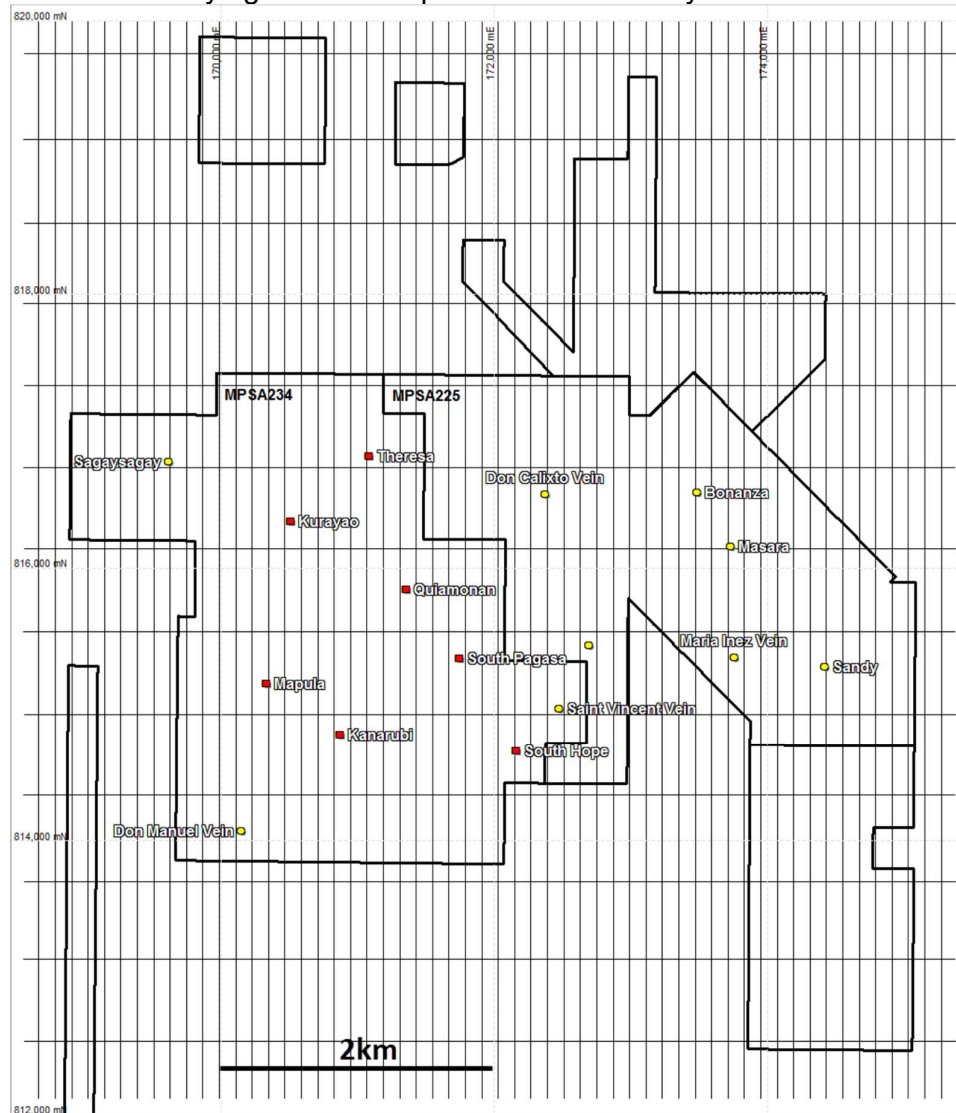 820,000 mN
170,000 mE
172,000 mE
174,000 mE
818,000 mN
MPSA234
MPSA225
Theresa
Sagaysagay
Don Calixto Vein
Bonanza
Kurayao
Masara
816,000 mN
Quiamonan
Maria Inez Vein
South Pagasa
Sandy
Mapula
Saint Vincent Vein
Kanarubi
South Hope
Don Manuel Vein
814,000 mN
2km
812,000 mN